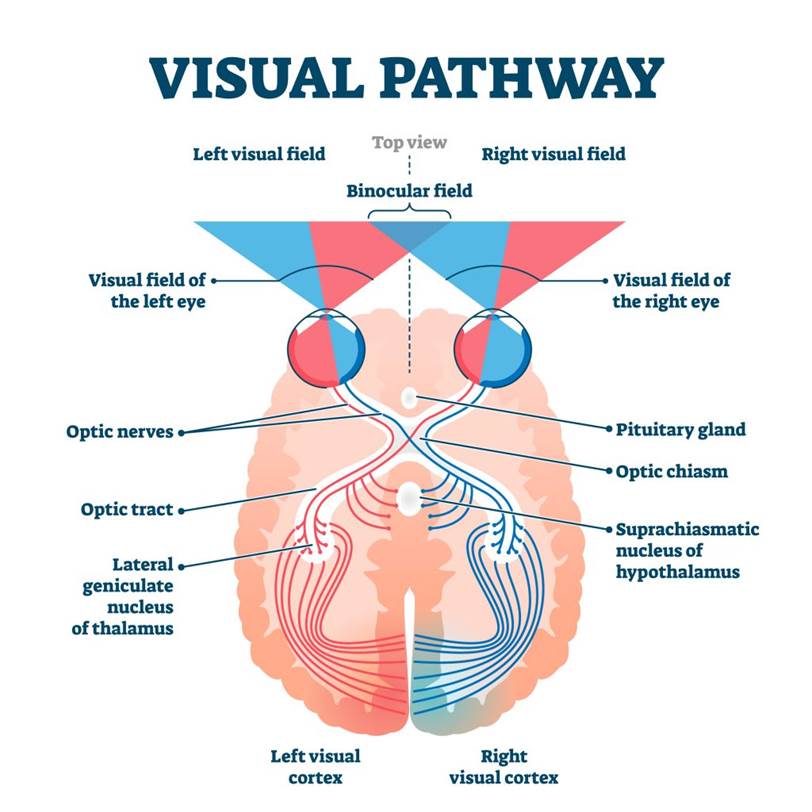 VISUAL PATHWAY
Top view
Left visual field
Right visual field
Binocular field
Visual field of
the left eye
Visual field of
the right eye
Optic nerves
Pituitary gland
Optic chiasm
Optic tract
Suprachiasmatic
nucleus of
hypothalamus
Lateral
geniculate
nucleus
of thalamus
Left visual
cortex
Right
visual cortex